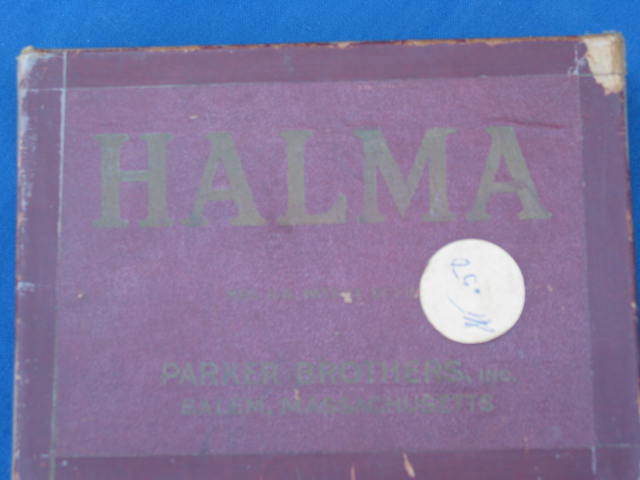 HALMA
PARKER BROTHERS, INC.
SALEM, MASSACHUSETTS